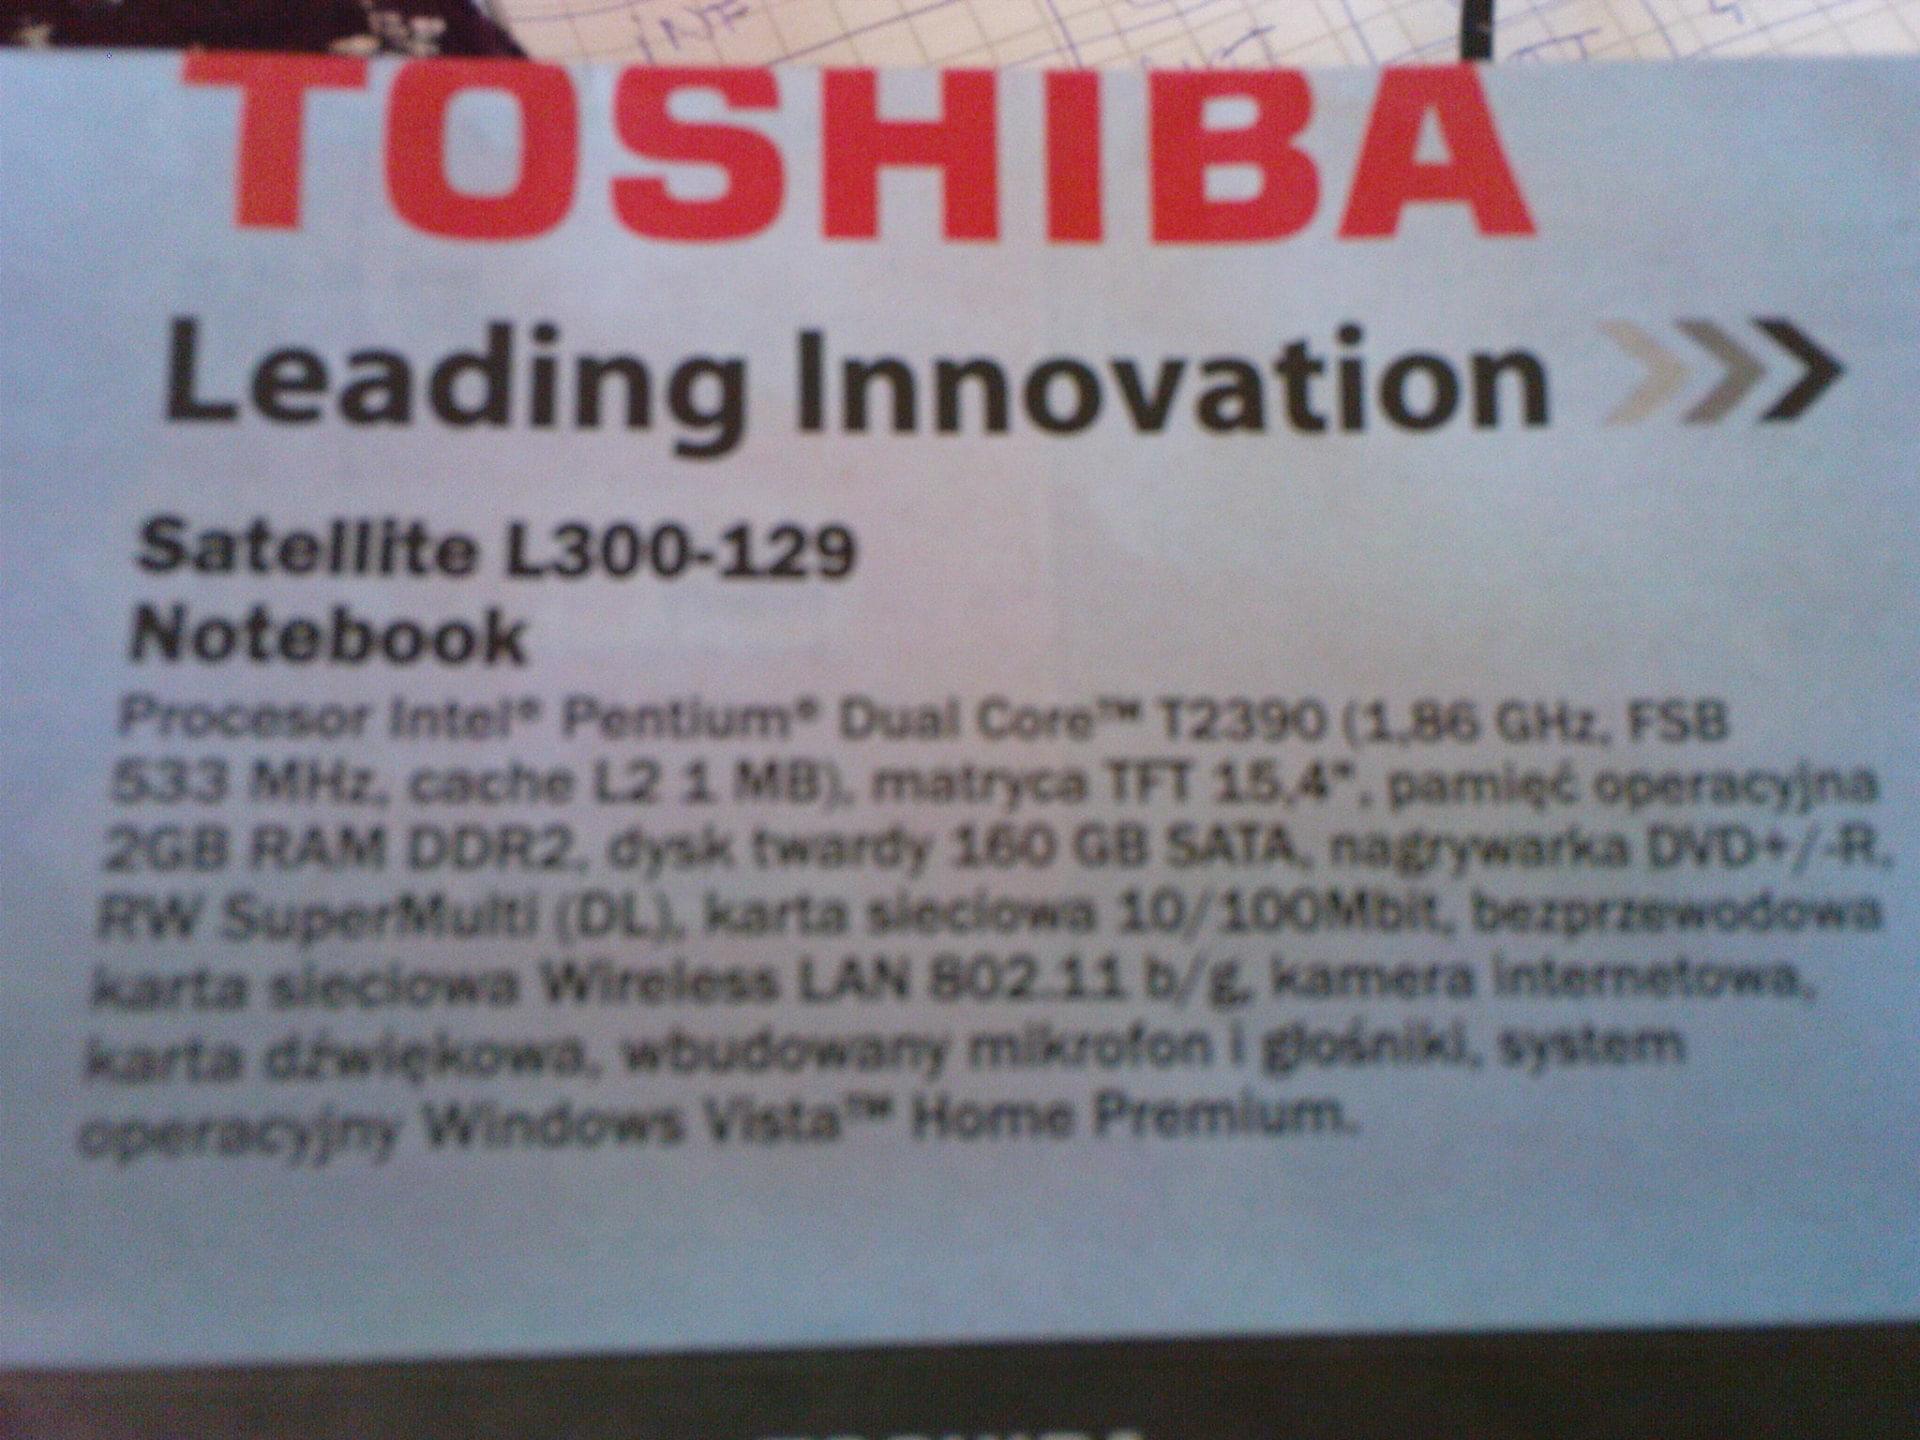 TOSHIBA
Leading Innovation
Satellite L300-129
Notebook
Procesor Intel® Pentium® Dual Core™ T2390 (1,86 GHz, FSB
533 MHz, cache L2 1 MB), matryca TFT 15,4", pamięć operacyjna
2GB RAM DDR2, dysk twardy 160 GB SATA, nagrywarka DVD+/-R,
RW SuperMulti (DL), karta sieciowa 10/100Mbit, bezprzewodowa
karta sieciowa Wireless LAN 802.11 b/g, kamera internetowa,
karta dźwiękowa, wbudowany mikrofon i głośniki, system
operacyjny Windows Vista™ Home Premium.